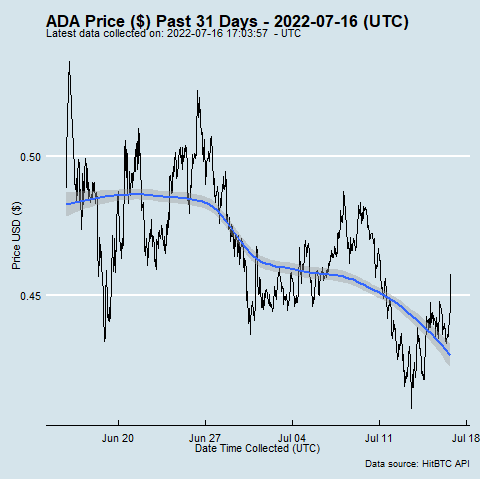 ADA Price ($) Past 31 Days - 2022-07-16 (UTC)
Latest data collected on: 2022-07-16 17:03:57 - UTC
Price USD ($)
0.50
0.45
Jun 20 Jun 27 Jul 04 Jul 11 Jul 18
Date Time Collected (UTC)
Data source: HitBTC API